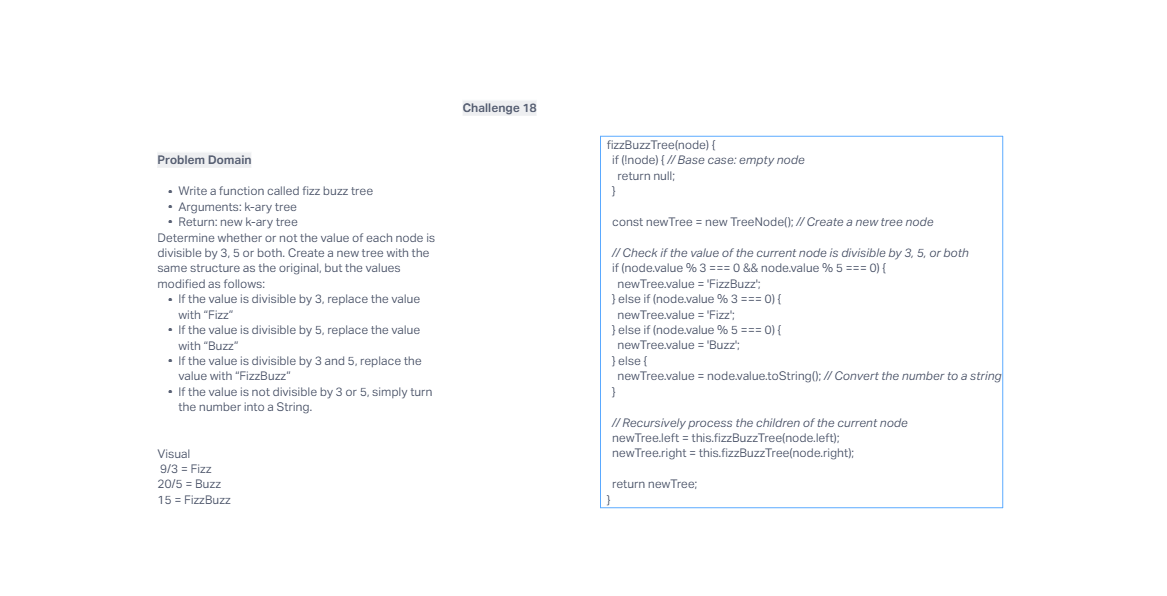 Challenge 18
Problem Domain
• Write a function called fizz buzz tree
• Arguments: k-ary tree
• Return: new k-ary tree
Determine whether or not the value of each node is
divisible by 3, 5 or both. Create a new tree with the
same structure as the original, but the values
modified as follows:
• If the value is divisible by 3, replace the value
with “Fizz”
• If the value is divisible by 5, replace the value
with “Buzz”
• If the value is divisible by 3 and 5, replace the
value with “FizzBuzz”
• If the value is not divisible by 3 or 5, simply turn
the number into a String.
Visual
9/3 = Fizz
20/5 = Buzz
15 = FizzBuzz
fizzBuzzTree(node) {
if (!node) { // Base case: empty node
return null;
}
const newTree = new TreeNode(); // Create a new tree node
// Check if the value of the current node is divisible by 3, 5, or both
if (node.value % 3 === 0 && node.value % 5 === 0) {
newTree.value = 'FizzBuzz';
} else if (node.value % 3 === 0) {
newTree.value = 'Fizz';
} else if (node.value % 5 === 0) {
newTree.value = 'Buzz';
} else {
newTree.value = node.value.toString(); // Convert the number to a string
}
// Recursively process the children of the current node
newTree.left = this.fizzBuzzTree(node.left);
newTree.right = this.fizzBuzzTree(node.right);
return newTree;
}